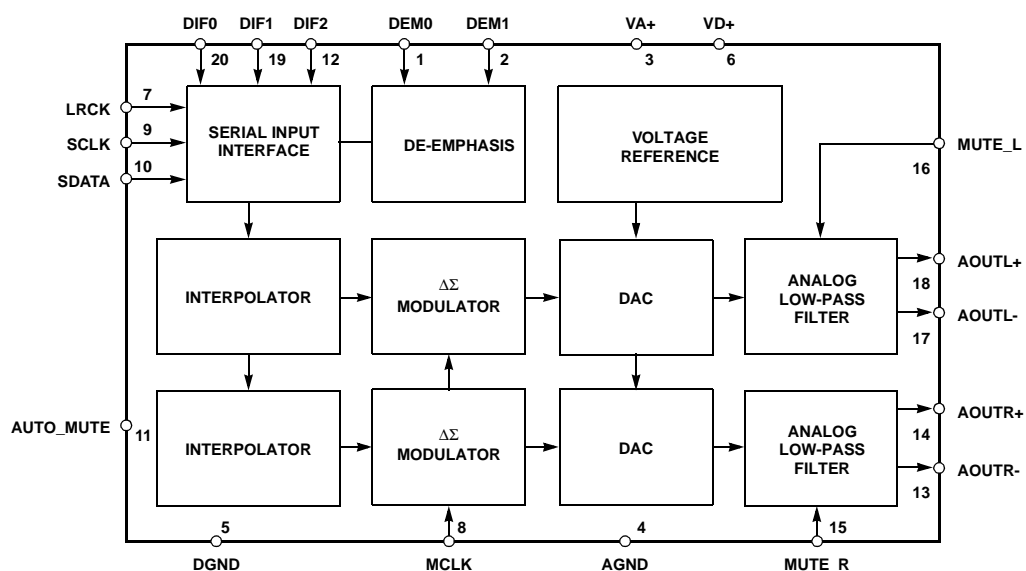 DIF0 DIF1 DIF2 DEM0 DEM1 VA+ VD+
20 19 12 1 2 3 6
LRCK 7
SCLK 9
SDATA 10
SERIAL INPUT
INTERFACE
DE-EMPHASIS
VOLTAGE
REFERENCE
MUTE_L
16
INTERPOLATOR
ΔΣ
MODULATOR
DAC
ANALOG
LOW-PASS
FILTER
AOUTL+
18
AOUTL-
17
AUTO_MUTE 11
INTERPOLATOR
ΔΣ
MODULATOR
DAC
ANALOG
LOW-PASS
FILTER
AOUTR+
14
AOUTR-
13
5 8 4 15
DGND MCLK AGND MUTE_R